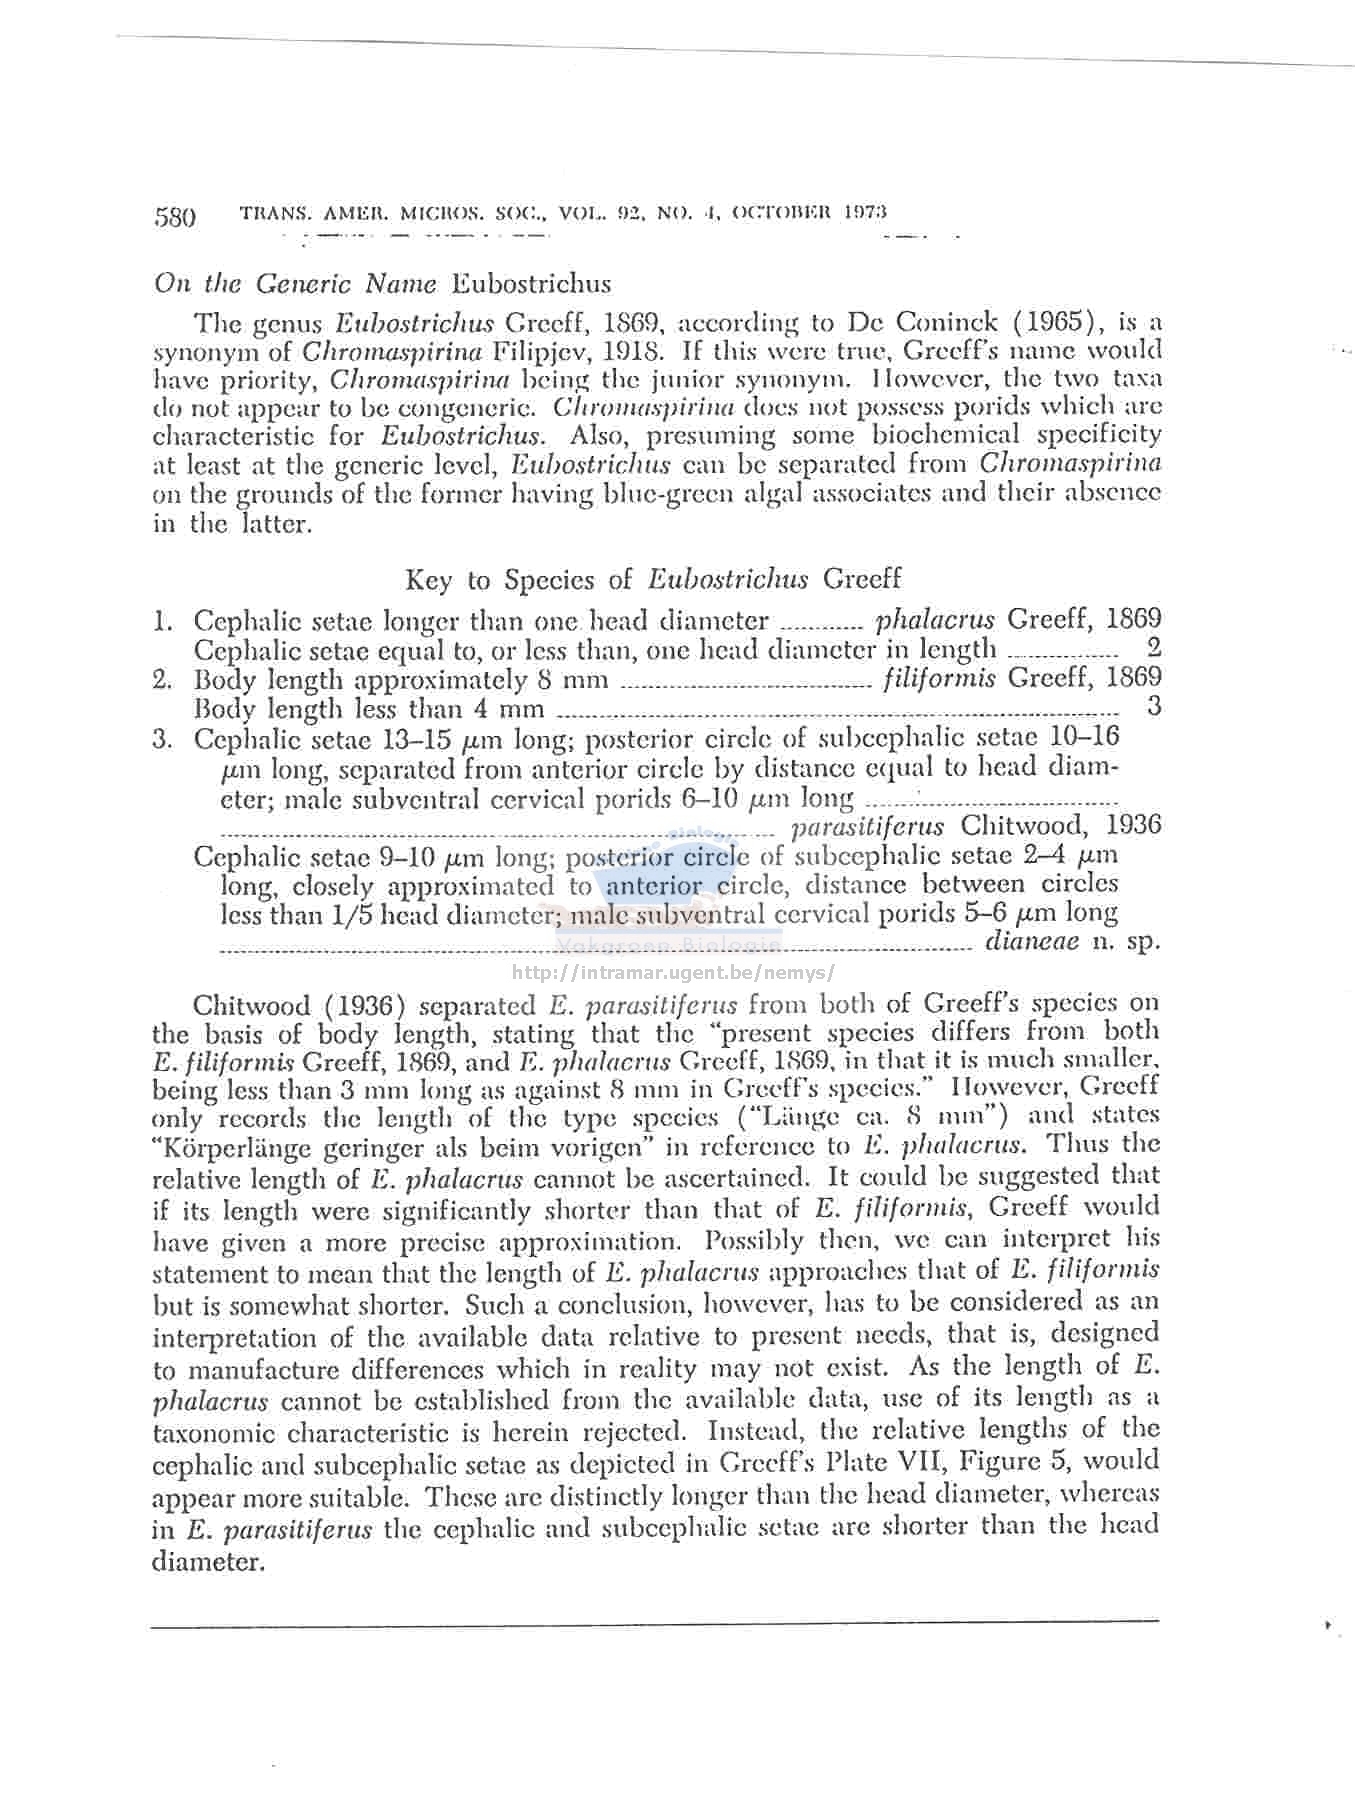 580 TRANS. AMER. MICROS. SOC., VOL. 92, NO. 4, OCTOBER 1973
On the Generic Name Eubostrichus
The genus Eubostrichus Greeff, 1869, according to De Coninck (1965), is a
synonym of Chromaspirina Filipjev, 1918. If this were true, Greeff's name would
have priority, Chromaspirina being the junior synonym. However, the two taxa
do not appear to be congeneric. Chromaspirina does not possess porids which are
characteristic for Eubostrichus. Also, presuming some biochemical specificity
at least at the generic level, Eubostrichus can be separated from Chromaspirina
on the grounds of the former having blue-green algal associates and their absence
in the latter.
Key to Species of Eubostrichus Greeff
1. Cephalic setae longer than one head diameter ............ phalacrus Greeff, 1869
Cephalic setae equal to, or less than, one head diameter in length ................ 2
2. Body length approximately 8 mm .................................... filiformis Greeff, 1869
Body length less than 4 mm ................................................................................ 3
3. Cephalic setae 13–15 μm long; posterior circle of subcephalic setae 10–16
μm long, separated from anterior circle by distance equal to head diam-
eter; male subventral cervical porids 6–10 μm long ....................................
................................................................................ parasitiferus Chitwood, 1936
Cephalic setae 9–10 μm long; posterior circle of subcephalic setae 2–4 μm
long, closely approximated to anterior circle, distance between circles
less than 1/5 head diameter; male subventral cervical porids 5–6 μm long
............................................................................................................ dianeae n. sp.
Biologie
Vakgroep Biologie
http://intramar.ugent.be/nemys/
Chitwood (1936) separated E. parasitiferus from both of Greeff's species on
the basis of body length, stating that the “present species differs from both
E. filiformis Greeff, 1869, and E. phalacrus Greeff, 1869, in that it is much smaller,
being less than 3 mm long as against 8 mm in Greeff's species.” However, Greeff
only records the length of the type species (“Länge ca. 8 mm”) and states
“Körperlänge geringer als beim vorigen” in reference to E. phalacrus. Thus the
relative length of E. phalacrus cannot be ascertained. It could be suggested that
if its length were significantly shorter than that of E. filiformis, Greeff would
have given a more precise approximation. Possibly then, we can interpret his
statement to mean that the length of E. phalacrus approaches that of E. filiformis
but is somewhat shorter. Such a conclusion, however, has to be considered as an
interpretation of the available data relative to present needs, that is, designed
to manufacture differences which in reality may not exist. As the length of E.
phalacrus cannot be established from the available data, use of its length as a
taxonomic characteristic is herein rejected. Instead, the relative lengths of the
cephalic and subcephalic setae as depicted in Greeff's Plate VII, Figure 5, would
appear more suitable. These are distinctly longer than the head diameter, whereas
in E. parasitiferus the cephalic and subcephalic setae are shorter than the head
diameter.